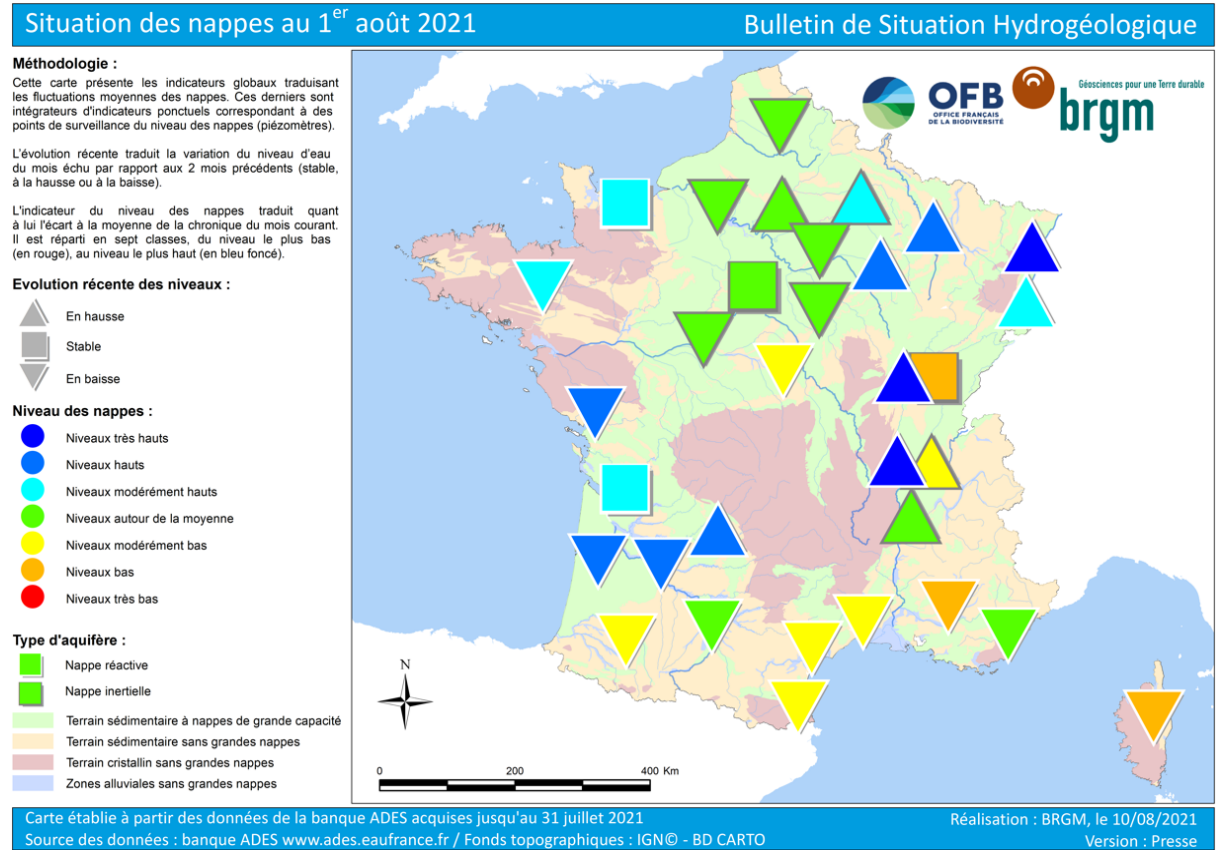 Situation des nappes au 1er août 2021
Bulletin de Situation Hydrogéologique
Méthodologie :
Cette carte présente les indicateurs globaux traduisant
les fluctuations moyennes des nappes. Ces derniers sont
intégrateurs d'indicateurs ponctuels correspondant à des
points de surveillance du niveau des nappes (piézomètres).
L'évolution récente traduit la variation du niveau d'eau
du mois échu par rapport aux 2 mois précédents (stable,
à la hausse ou à la baisse).
L'indicateur du niveau des nappes traduit quant
à lui l'écart à la moyenne de la chronique du mois courant.
Il est réparti en sept classes, du niveau le plus bas
(en rouge), au niveau le plus haut (en bleu foncé).
Evolution récente des niveaux :
En hausse
Stable
En baisse
Niveau des nappes :
Niveaux très hauts
Niveaux hauts
Niveaux modérément hauts
Niveaux autour de la moyenne
Niveaux modérément bas
Niveaux bas
Niveaux très bas
Type d'aquifère :
Nappe réactive
Nappe inertielle
Terrain sédimentaire à nappes de grande capacité
Terrain sédimentaire sans grandes nappes
Terrain cristallin sans grandes nappes
Zones alluviales sans grandes nappes
OFB
OFFICE FRANÇAIS
DE LA BIODIVERSITÉ
Géosciences pour une Terre durable
brgm
N
0 200 400 Km
Carte établie à partir des données de la banque ADES acquises jusqu'au 31 juillet 2021
Source des données : banque ADES www.ades.eaufrance.fr / Fonds topographiques : IGN© - BD CARTO
Réalisation : BRGM, le 10/08/2021
Version : Presse